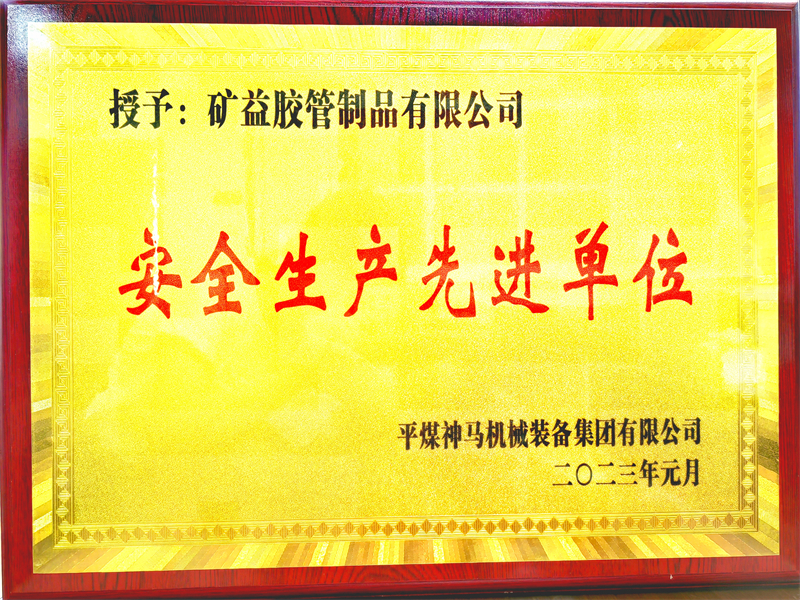 授予：矿益胶管制品有限公司
安全生产先进单位
平煤神马机械装备集团有限公司
二〇二三年元月